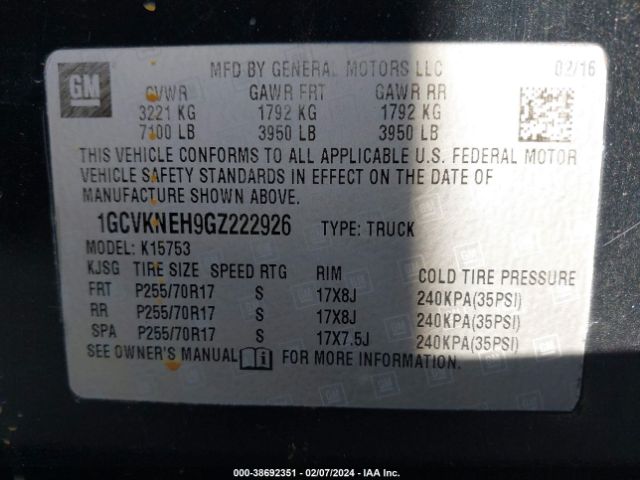 GM
MFD BY GENERAL MOTORS LLC 02/16
GVWR GAWR FRT GAWR RR
3221 KG 1792 KG 1792 KG
7100 LB 3950 LB 3950 LB
THIS VEHICLE CONFORMS TO ALL APPLICABLE U.S. FEDERAL MOTOR
VEHICLE SAFETY STANDARDS IN EFFECT ON THE DATE OF
MANUFACTURE SHOWN ABOVE.
1GCVKNEH9GZ222926 TYPE: TRUCK
MODEL: K15753
KJSG TIRE SIZE SPEED RTG RIM COLD TIRE PRESSURE
FRT P255/70R17 S 17X8J 240KPA(35PSI)
RR P255/70R17 S 17X8J 240KPA(35PSI)
SPA P255/70R17 S 17X7.5J 240KPA(35PSI)
SEE OWNER'S MANUAL FOR MORE INFORMATION.
© IAA - 38692351 - 02/07/2024 - IAAI.COM